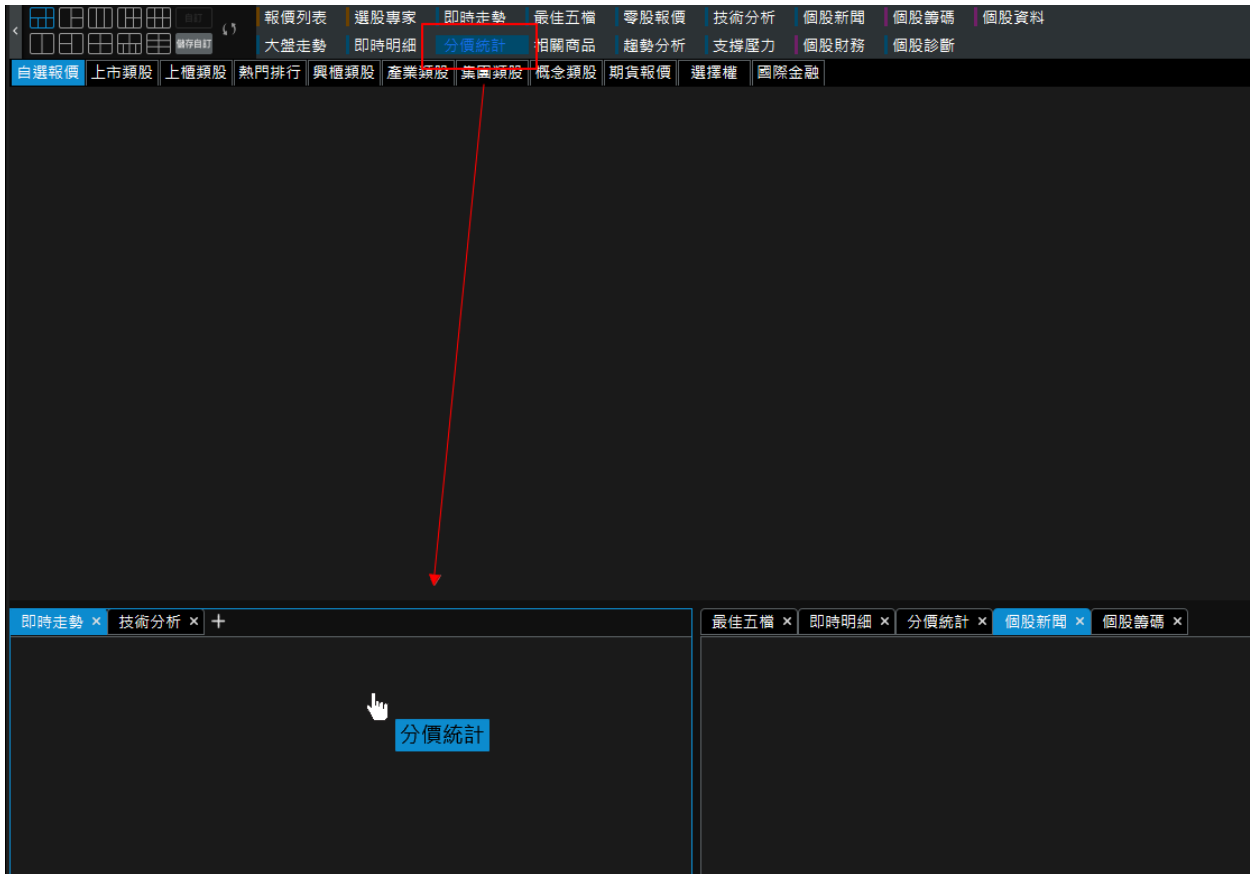 自訂 報價列表 選股專家 即時走勢 最佳五檔 零股報價 技術分析 個股新聞 個股籌碼 個股資料
儲存自訂 大盤走勢 即時明細 分價統計 相關商品 趨勢分析 支撐壓力 個股財務 個股診斷
自選報價 上市類股 上櫃類股 熱門排行 興櫃類股 產業類股 集團類股 概念類股 期貨報價 選擇權 國際金融
即時走勢 × 技術分析 × + 最佳五檔 × 即時明細 × 分價統計 × 個股新聞 × 個股籌碼 ×
分價統計